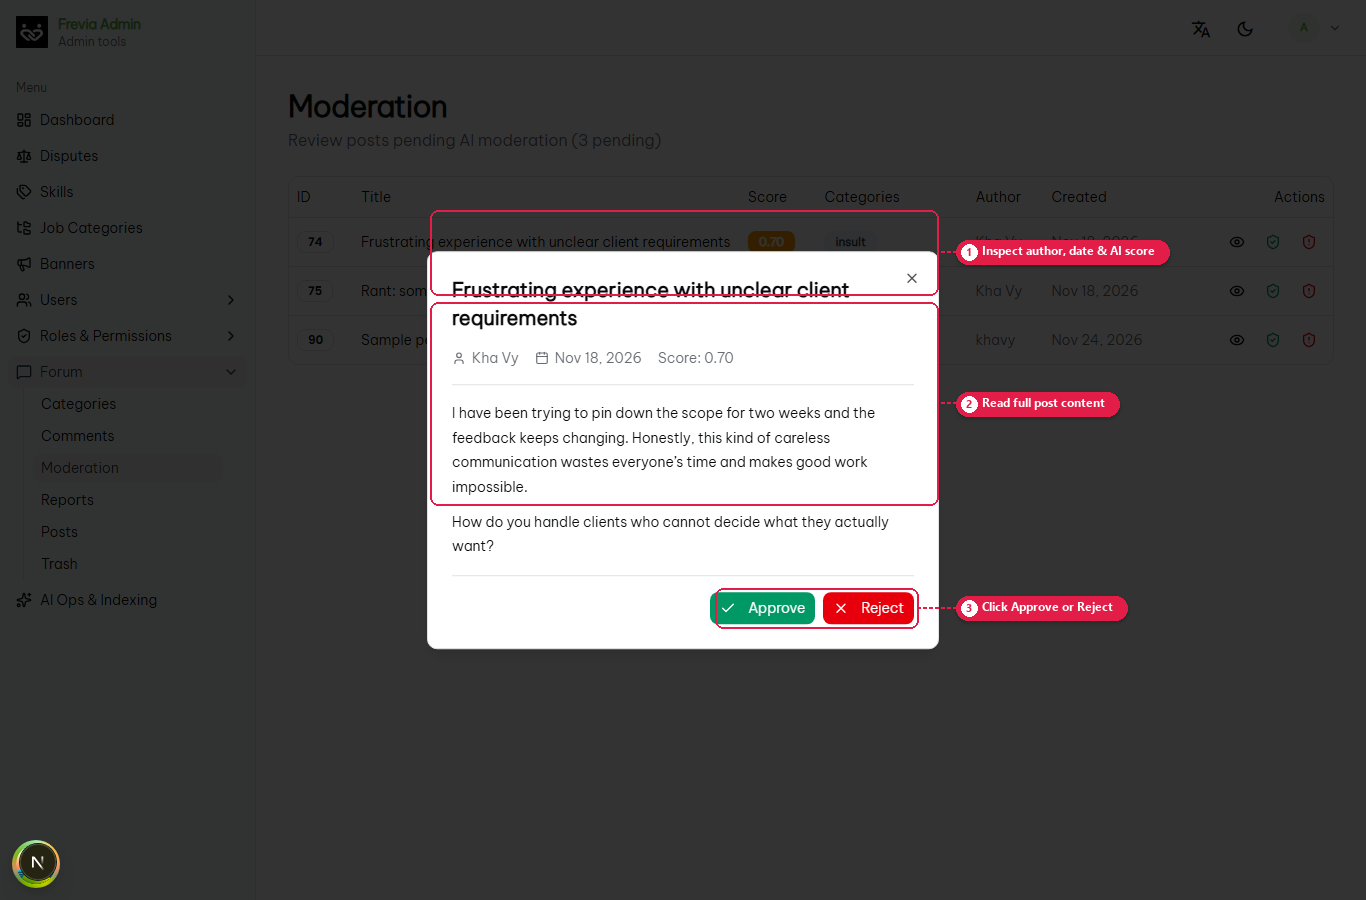 Frevia Admin
Admin tools
Menu
Dashboard
Disputes
Skills
Job Categories
Banners
Users
Roles & Permissions
Forum
Categories
Comments
Moderation
Reports
Posts
Trash
AI Ops & Indexing
A
Moderation
Review posts pending AI moderation (3 pending)
ID Title Score Categories Author Created Actions
74 Frustrating experience with unclear client requirements 0.70 insult Kha Vy Nov 18, 2026
75 Rant: som Kha Vy Nov 18, 2026
90 Sample p khavy Nov 24, 2026
Frustrating experience with unclear client
requirements
Kha Vy Nov 18, 2026 Score: 0.70
I have been trying to pin down the scope for two weeks and the
feedback keeps changing. Honestly, this kind of careless
communication wastes everyone's time and makes good work
impossible.
How do you handle clients who cannot decide what they actually
want?
Approve Reject
1 Inspect author, date & AI score
2 Read full post content
3 Click Approve or Reject
N